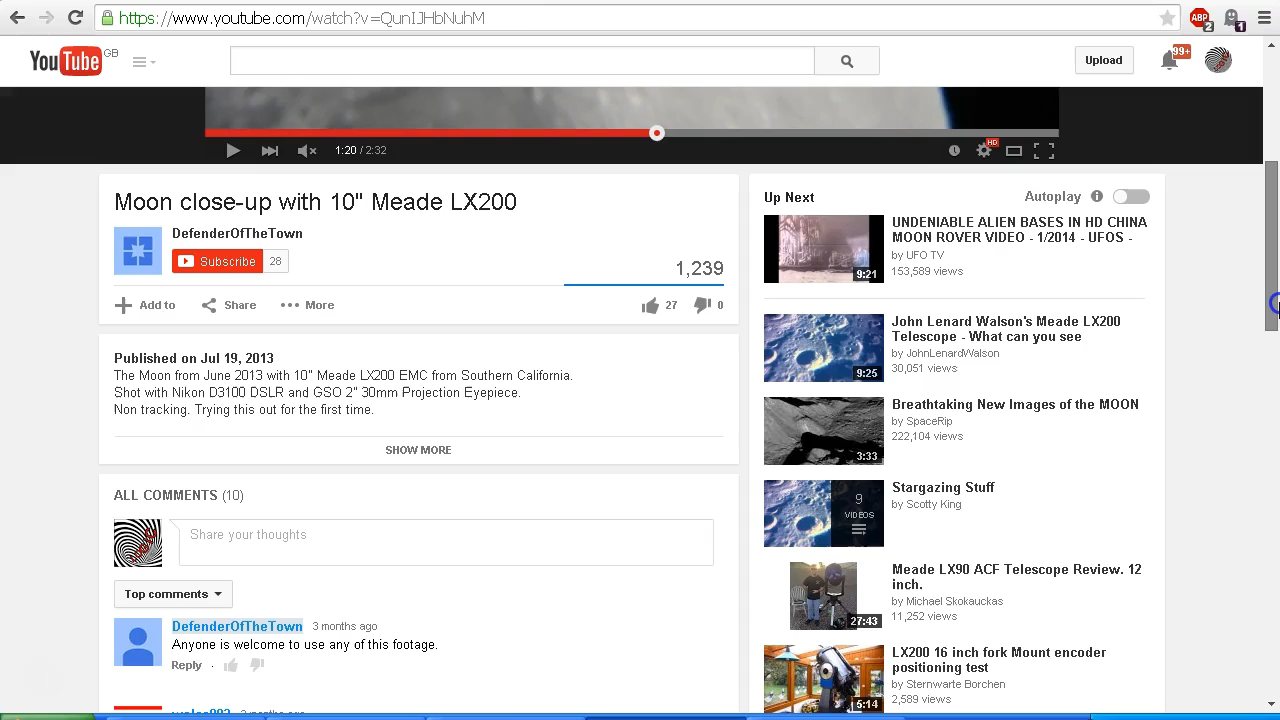 https://www.youtube.com/watch?v=QunIJHbNuhM
ABP
2
1
YouTube GB
Upload
99+
1:20 / 2:32
HD
Moon close-up with 10" Meade LX200
DefenderOfTheTown
Subscribe 28
1,239
Add to Share More
27 0
Published on Jul 19, 2013
The Moon from June 2013 with 10" Meade LX200 EMC from Southern California.
Shot with Nikon D3100 DSLR and GSO 2" 30mm Projection Eyepiece.
Non tracking. Trying this out for the first time.
SHOW MORE
ALL COMMENTS (10)
Share your thoughts
Top comments
DefenderOfTheTown 3 months ago
Anyone is welcome to use any of this footage.
Reply ·
Up Next
Autoplay
UNDENIABLE ALIEN BASES IN HD CHINA
MOON ROVER VIDEO - 1/2014 - UFOS -
by UFO TV
153,589 views
9:21
John Lenard Walson's Meade LX200
Telescope - What can you see
by JohnLenardWalson
30,051 views
9:25
Breathtaking New Images of the MOON
by SpaceRip
222,104 views
3:33
Stargazing Stuff
by Scotty King
9
VIDEOS
Meade LX90 ACF Telescope Review. 12
inch.
by Michael Skokauckas
11,252 views
27:43
LX200 16 inch fork Mount encoder
positioning test
by Sternwarte Borchen
2,589 views
5:14